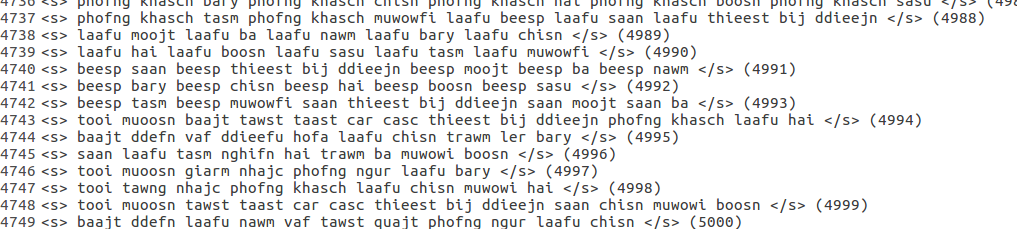 4737 <s> phofng khasch tasm phofng khasch muwowfi laafu beesp laafu saan laafu thieest bij ddieejn </s> (4988)
4738 <s> laafu moojt laafu ba laafu nawm laafu bary laafu chisn </s> (4989)
4739 <s> laafu hai laafu boosn laafu sasu laafu tasm laafu muwowfi </s> (4990)
4740 <s> beesp saan beesp thieest bij ddieejn beesp moojt beesp ba beesp nawm </s> (4991)
4741 <s> beesp bary beesp chisn beesp hai beesp boosn beesp sasu </s> (4992)
4742 <s> beesp tasm beesp muwowfi saan thieest bij ddieejn saan moojt saan ba </s> (4993)
4743 <s> tooi muoosn baajt tawst taast car casc thieest bij ddieejn phofng khasch laafu hai </s> (4994)
4744 <s> baajt ddefn vaf ddieefu hofa laafu chisn trawm ler bary </s> (4995)
4745 <s> saan laafu tasm nghifn hai trawm ba muwowi boosn </s> (4996)
4746 <s> tooi muoosn giarm nhajc phofng ngur laafu bary </s> (4997)
4747 <s> tooi tawng nhajc phofng khasch laafu chisn muwowi hai </s> (4998)
4748 <s> tooi muoosn tawst taast car casc thieest bij ddieejn saan chisn muwowi boosn </s> (4999)
4749 <s> baajt ddefn laafu nawm vaf tawst quajt phofng ngur laafu chisn </s> (5000)